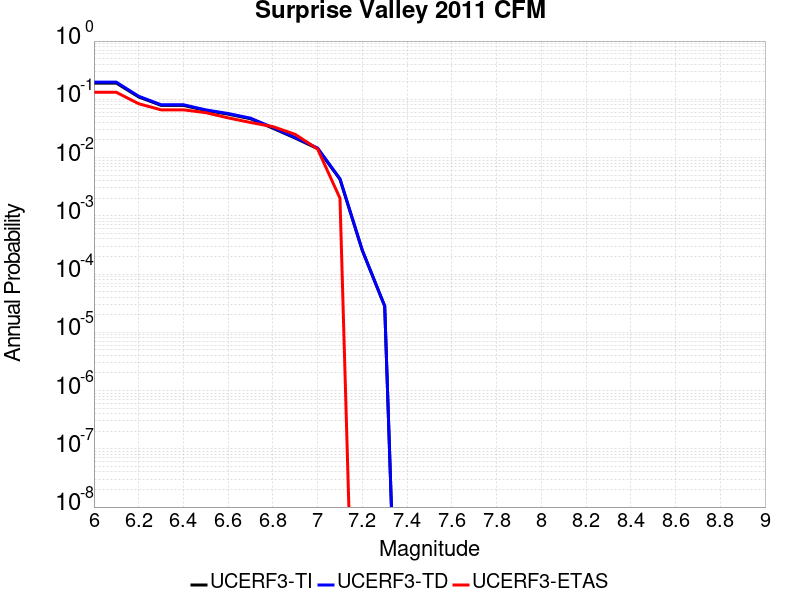 Surprise Valley 2011 CFM
10^0
10^-1
10^-2
10^-3
10^-4
10^-5
10^-6
10^-7
10^-8
Annual Probability
6 6.2 6.4 6.6 6.8 7 7.2 7.4 7.6 7.8 8 8.2 8.4 8.6 8.8 9
Magnitude
UCERF3-TI UCERF3-TD UCERF3-ETAS